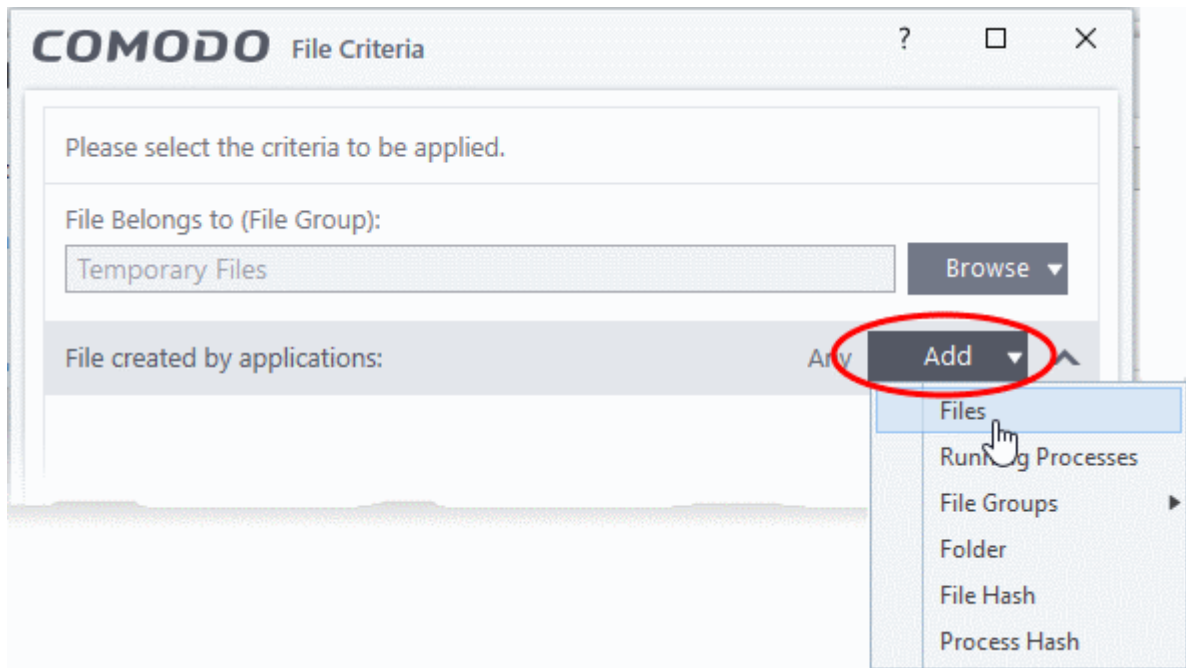 COMODO File Criteria ?
Please select the criteria to be applied.
File Belongs to (File Group):
Temporary Files Browse
File created by applications: Any Add
Files
Running Processes
File Groups
Folder
File Hash
Process Hash